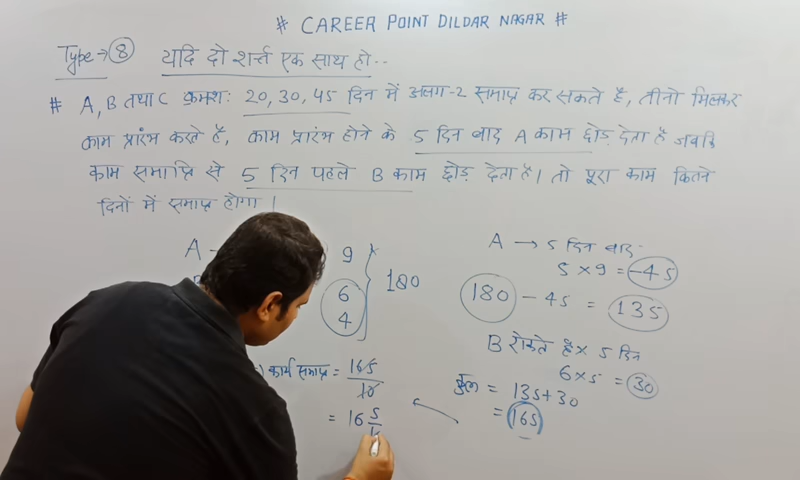 # CAREER POINT DILDAR NAGAR #
Type→ 8 यदि दो शर्त्त एक साथ हो..
# A, B तथा C क्रमशः 20, 30, 45 दिन में अलग-2 समाप्त कर सकते है, तीनो मिलकर
काम प्रारंभ करते है, काम प्रारंभ होने के 5 दिन बाद A काम छोड़ देता है जबकि
काम समाप्ति से 5 दिन पहले B काम छोड़ देता है। तो पूरा काम कितने
दिनों में समाप्त होगा।
A -
9
6
4
180
कार्य समाप्त = 165/10
= 16 5/
A → 5 दिन बाद
5 × 9 = -45
180 - 45 = 135
B रोकते है × 5 दिन
6 × 5 = 30
कुल = 135 + 30
= 165